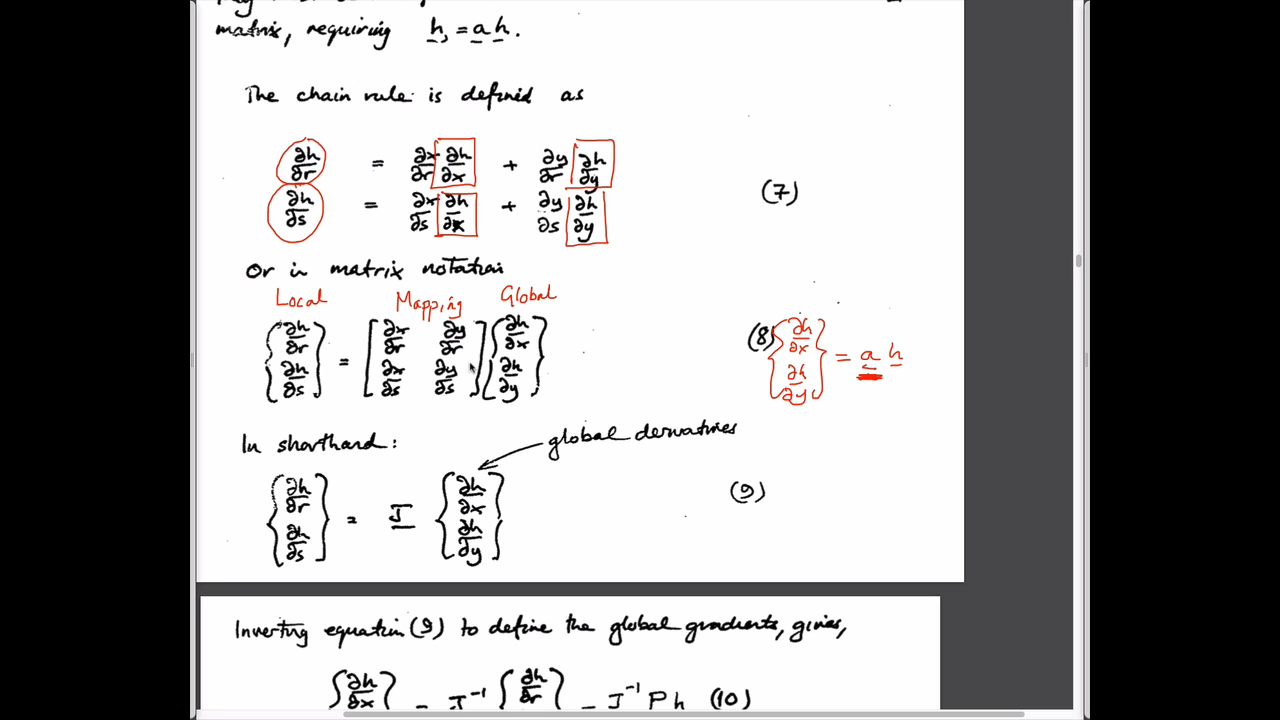 matrix, requiring h, = a h.
The chain rule is defined as
∂h/∂r = ∂x/∂r ∂h/∂x + ∂y/∂r ∂h/∂y
∂h/∂s = ∂x/∂s ∂h/∂x + ∂y/∂s ∂h/∂y (7)
Or in matrix notation
Local Mapping Global
{∂h/∂r ∂h/∂s} = [∂x/∂r ∂y/∂r ∂x/∂s ∂y/∂s] {∂h/∂x ∂h/∂y} (8) {∂h/∂x ∂h/∂y} = a h
In shorthand: global derivatives
{∂h/∂r ∂h/∂s} = J {∂h/∂x ∂h/∂y} (9)
Inverting equation (9) to define the global gradients, gives,
{∂h/∂x = J⁻¹ {∂h/∂r = J⁻¹ P h (10)